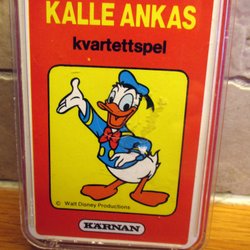 KALLE ANKAS
kvartettspel
© Walt Disney Productions
KÄRNAN